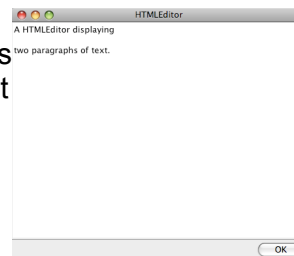 HTMLEditor
A HTMLEditor displaying
s two paragraphs of text.
t
OK